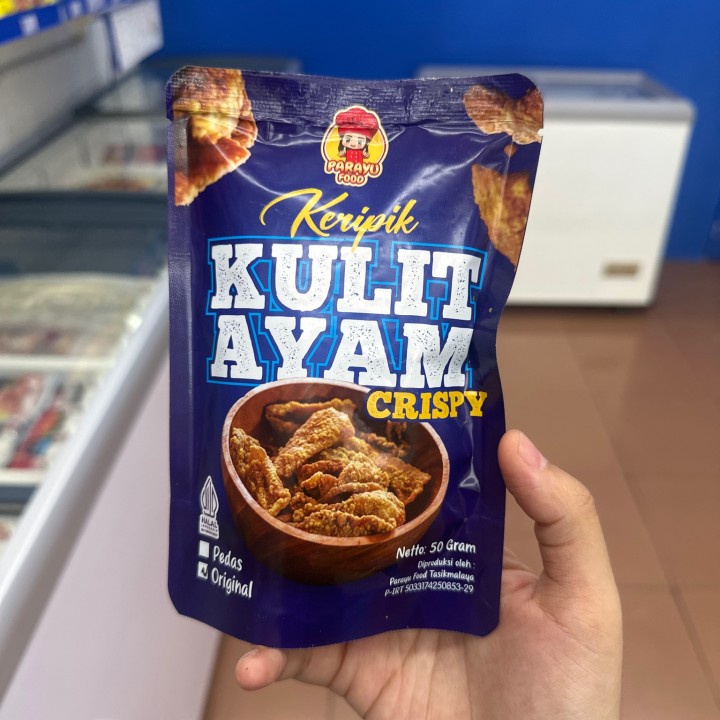 PARAYU
FOOD
Keripik
KULIT
AYAM
CRISPY
HALAL
Pedas
Original
Netto: 50 Gram
Diproduksi oleh :
Parayu Food Tasikmalaya
P-IRT 5033174250853-29